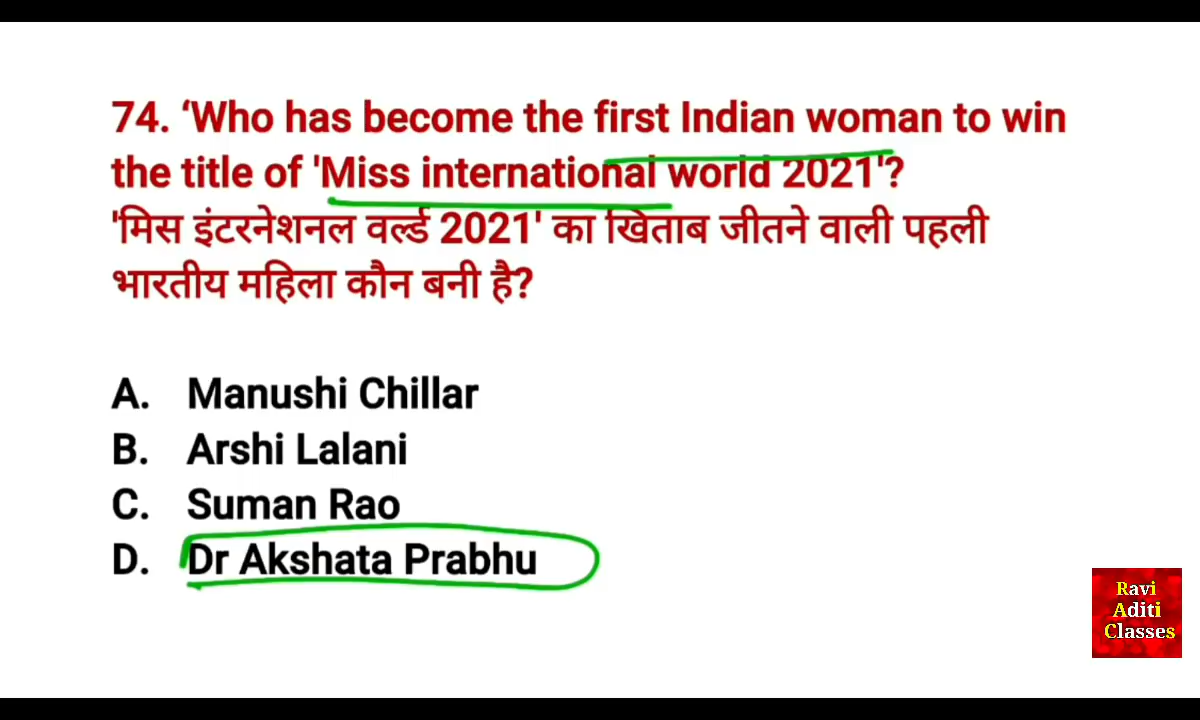 74. ‘Who has become the first Indian woman to win
the title of 'Miss international world 2021'?
'मिस इंटरनेशनल वर्ल्ड 2021' का खिताब जीतने वाली पहली
भारतीय महिला कौन बनी है?
A. Manushi Chillar
B. Arshi Lalani
C. Suman Rao
D. Dr Akshata Prabhu
Ravi
Aditi
Classes